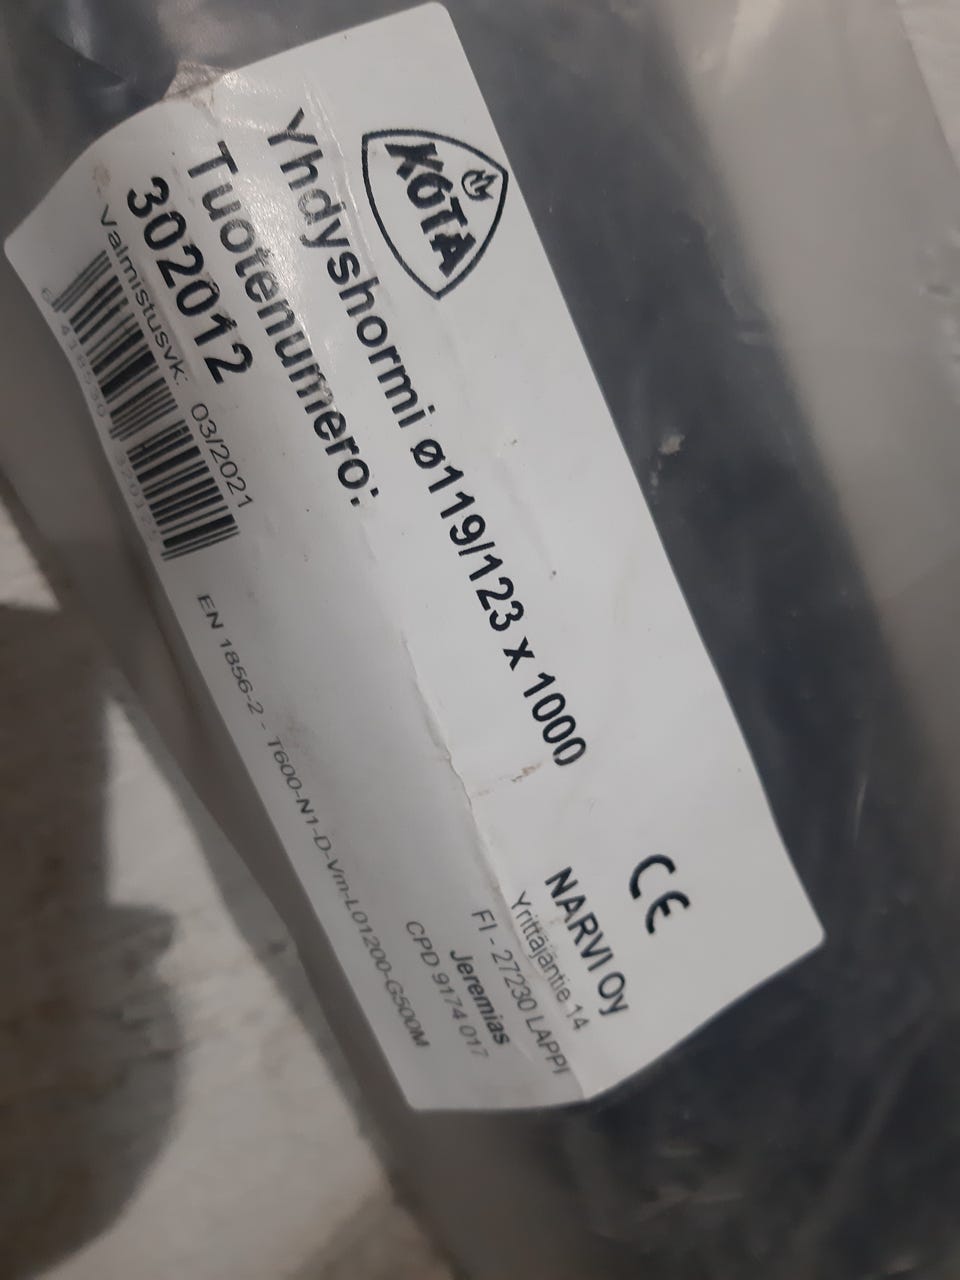 KOTA
Yhdyshormi ø119/123 x 1000
Tuotenumero:
302012
Valmistusvk: 03/2021
CE
NARVI Oy
Yrittäjäntie 14
FI - 27230 LAPPI
Jeremias
CPD 9174 017
EN 1856-2 - T600-N1-D-Vm-L01200-G500M